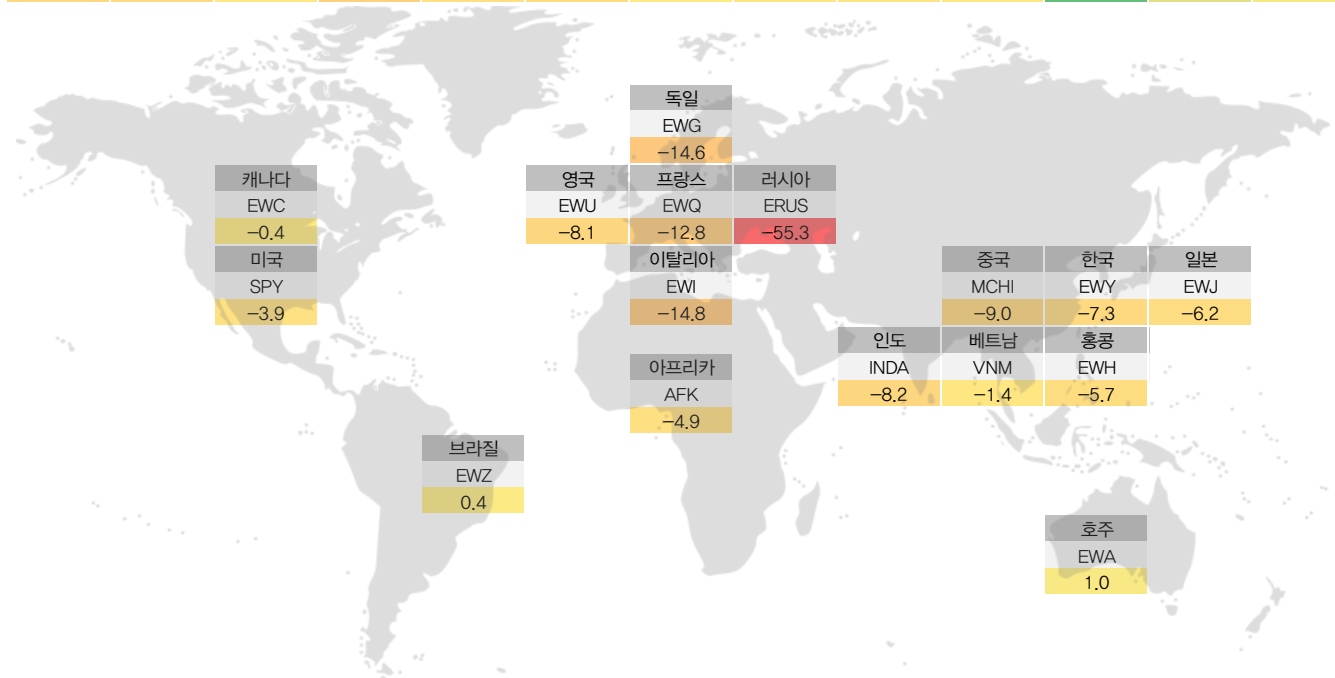 독일
EWG
-14.6
캐나다
EWC
-0.4
영국
EWU
-8.1
프랑스
EWQ
-12.8
러시아
ERUS
-55.3
미국
SPY
-3.9
이탈리아
EWI
-14.8
중국
MCHI
-9.0
한국
EWY
-7.3
일본
EWJ
-6.2
인도
INDA
-8.2
베트남
VNM
-1.4
홍콩
EWH
-5.7
아프리카
AFK
-4.9
브라질
EWZ
0.4
호주
EWA
1.0